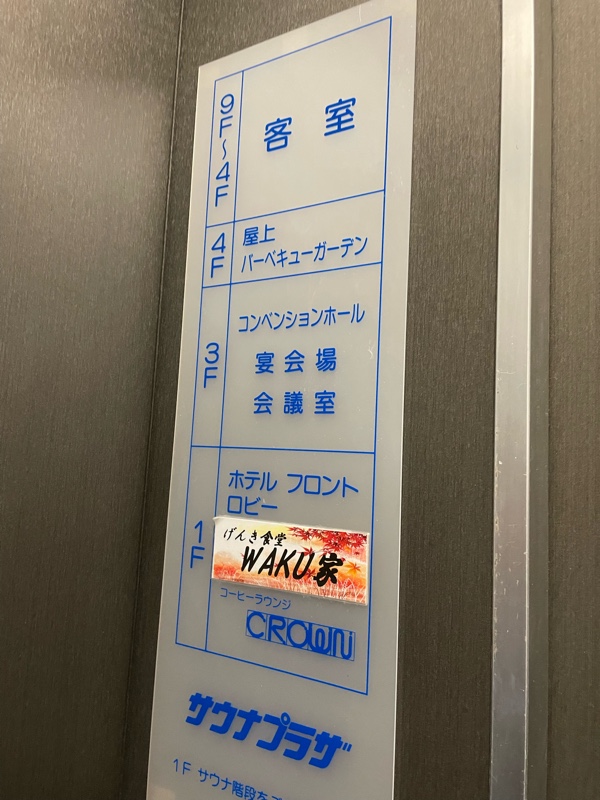 9F～4F
客室
4F
屋上
バーベキューガーデン
3F
コンベンションホール
宴会場
会議室
1F
ホテル フロント
ロビー
げんき食堂
WAKU家
コーヒーラウンジ
CROWN
サウナプラザ
1F サウナ階段を